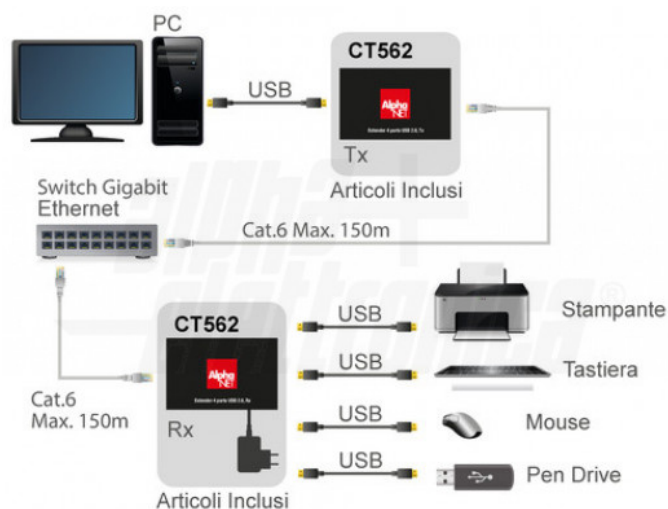 PC
USB
CT562
Alpha
NET
Extender 4 porte USB 2.0, Tx
Tx
Articoli Inclusi
Switch Gigabit
Ethernet
Cat.6 Max. 150m
alpha
elettronica®
CT562
Alpha
NET
Extender 4 porte USB 2.0, Rx
Rx
Articoli Inclusi
Cat.6
Max. 150m
USB
Stampante
USB
Tastiera
USB
Mouse
USB
Pen Drive